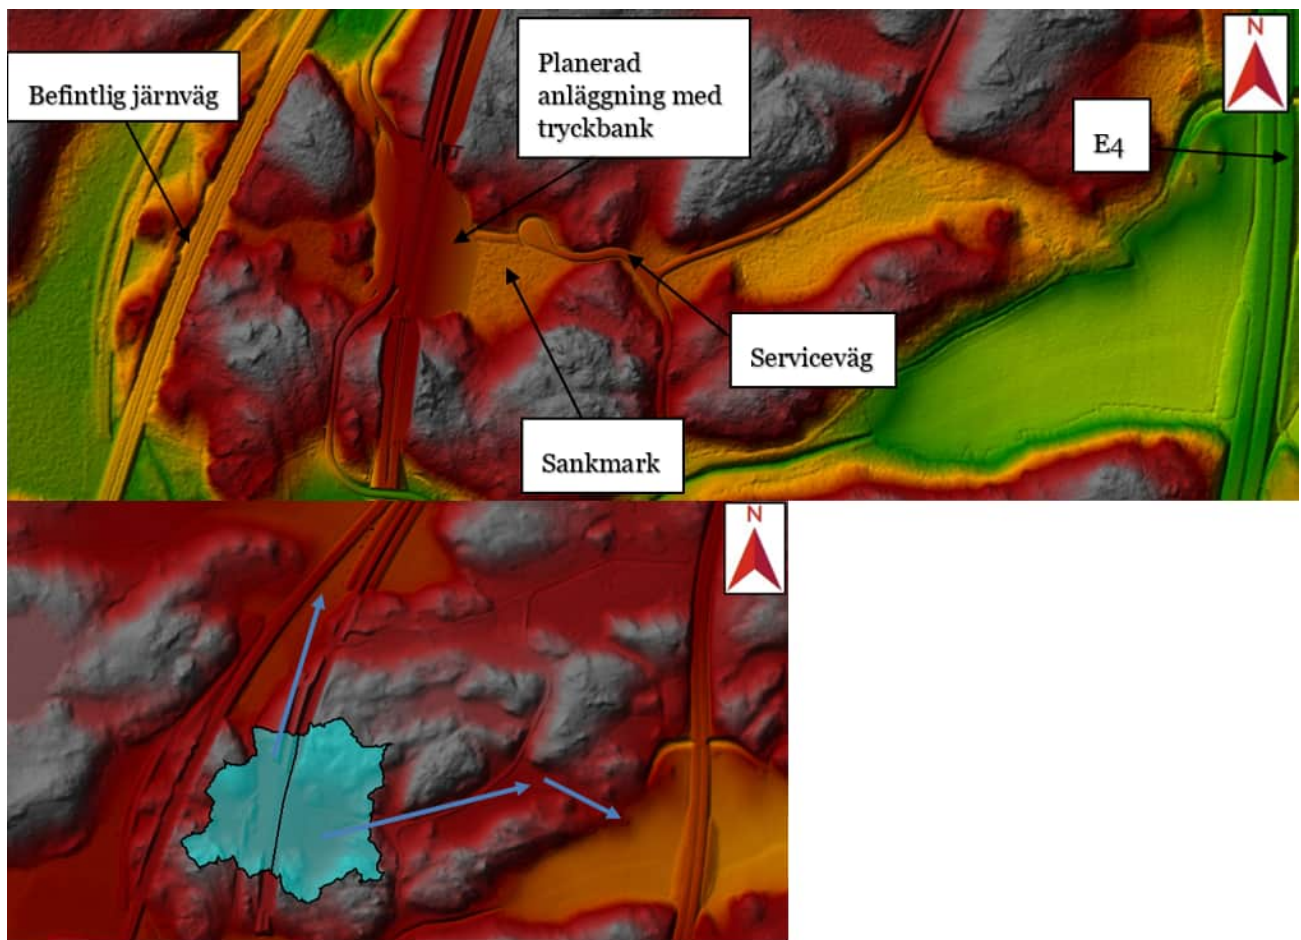 N
Planerad
anläggning med
tryckbank
Befintlig järnväg
E4
Serviceväg
Sankmark
N